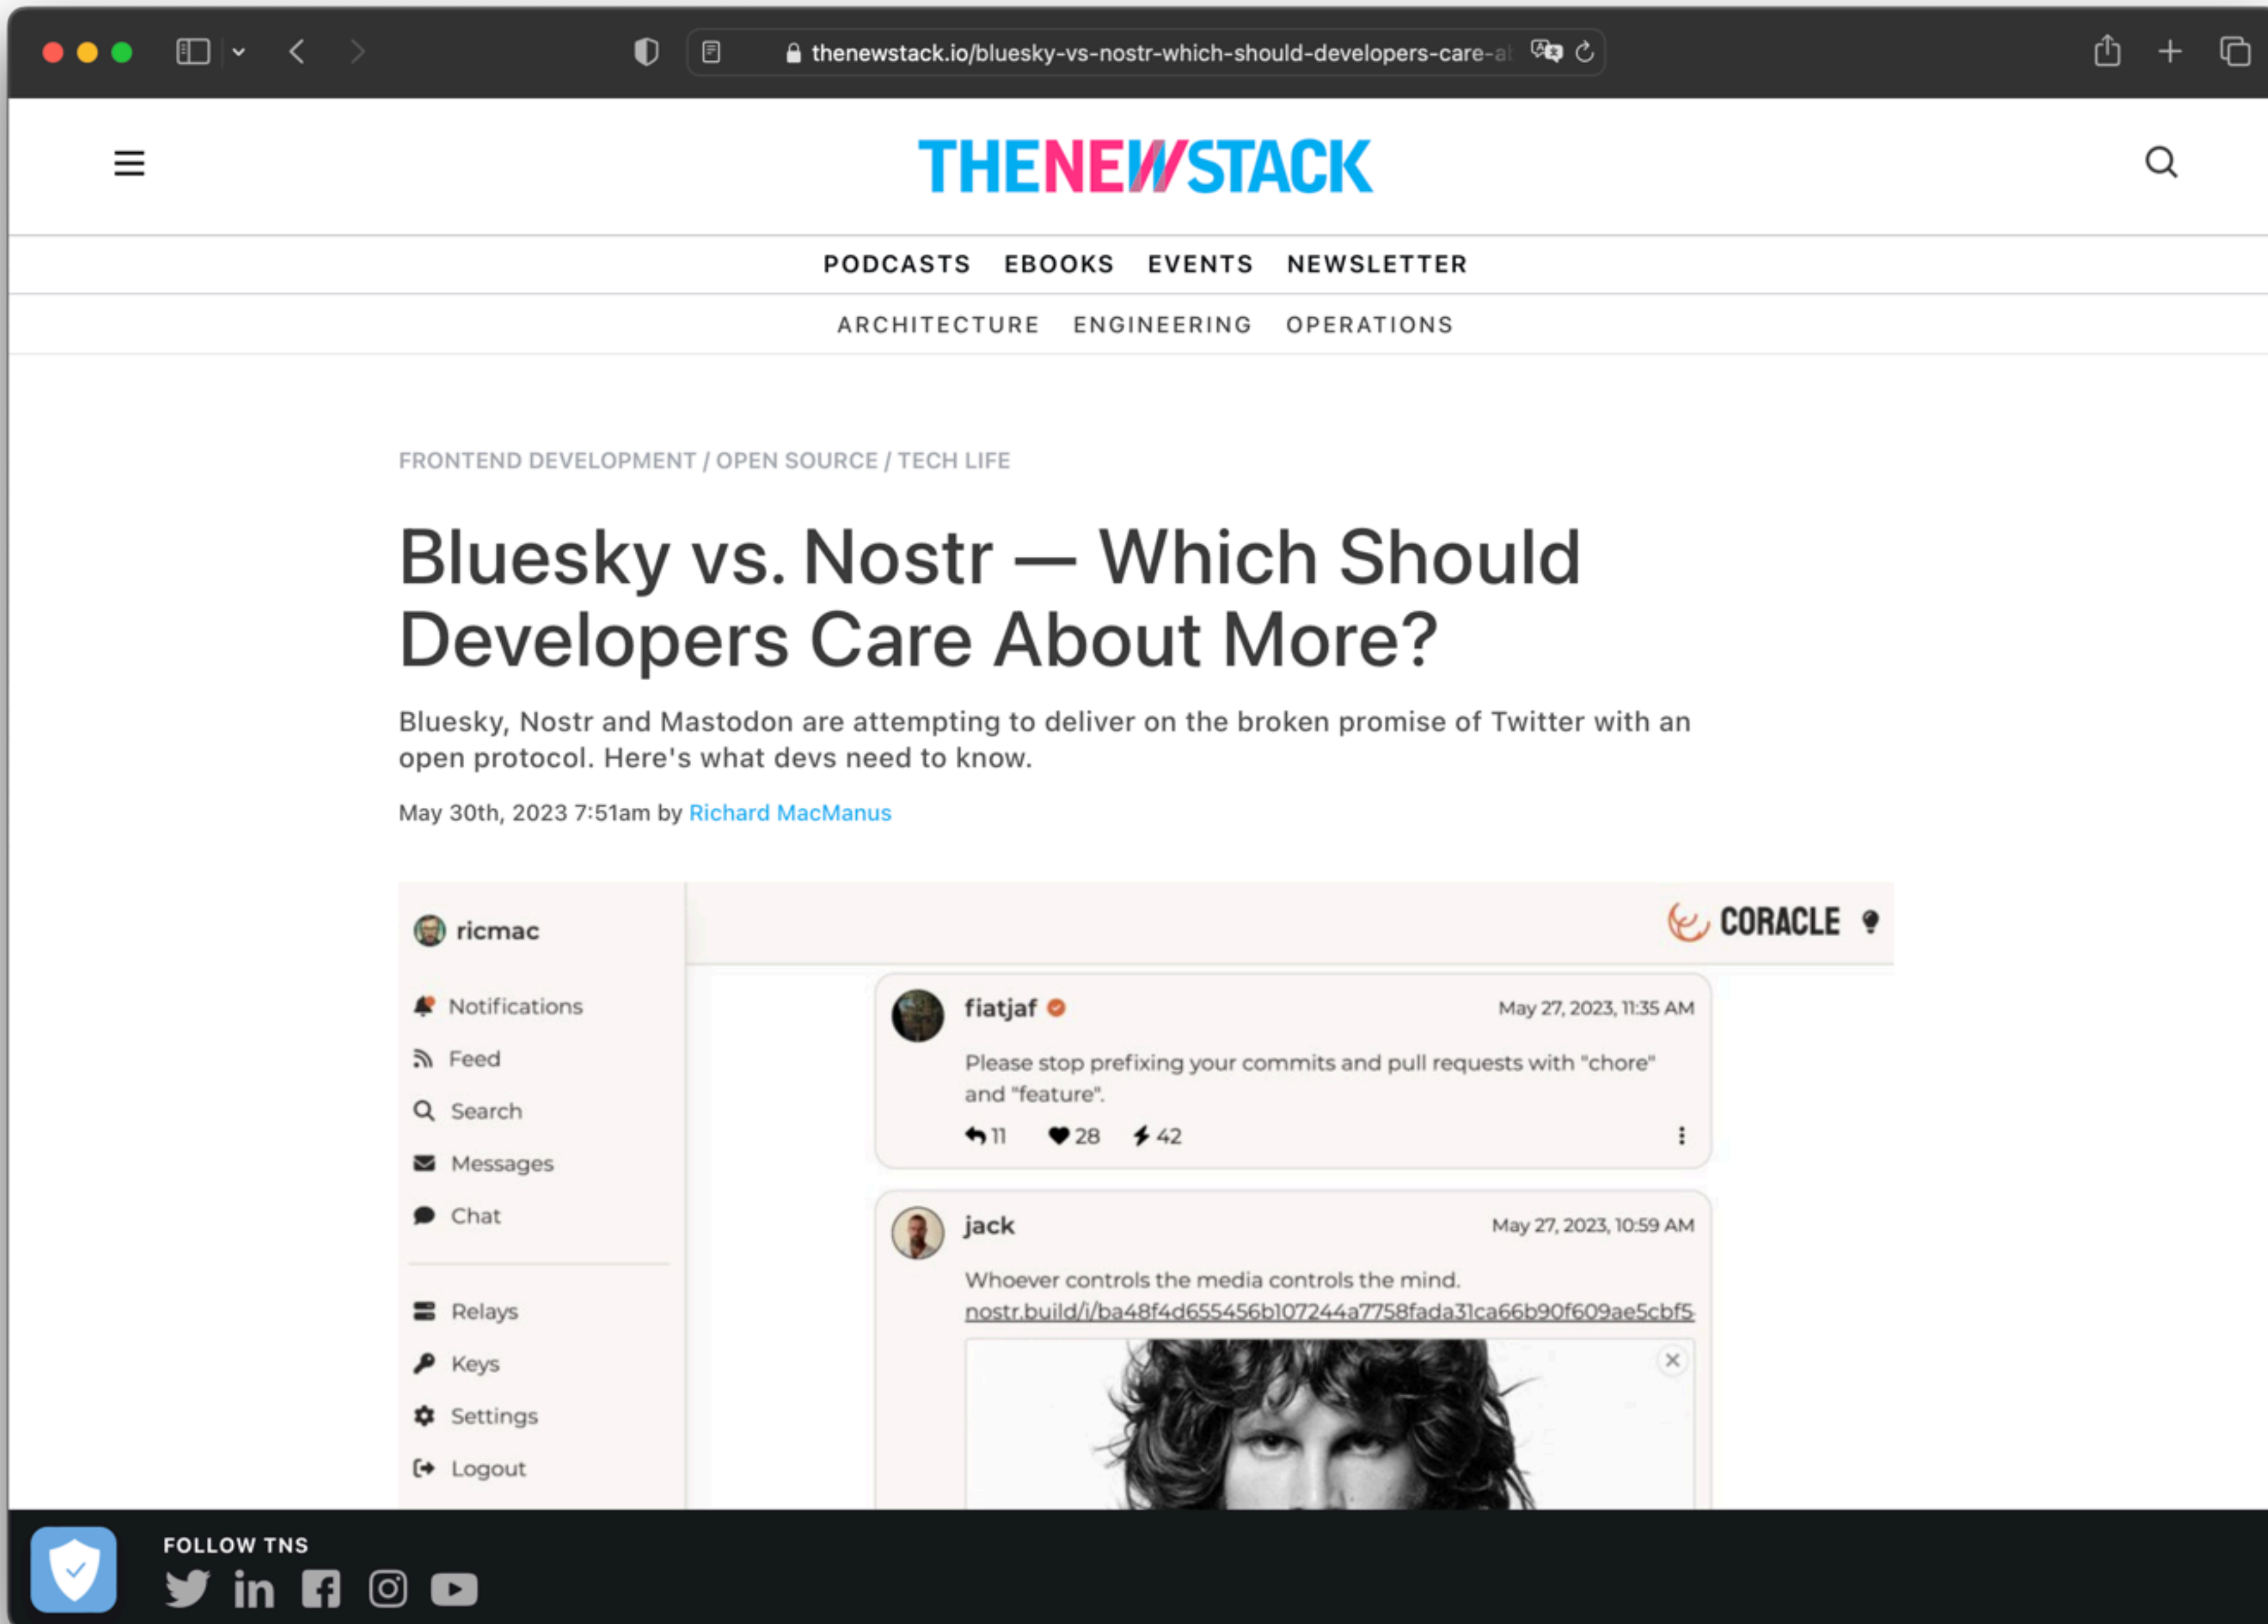 thenewstack.io/bluesky-vs-nostr-which-should-developers-care-a
THENEWSTACK
PODCASTS EBOOKS EVENTS NEWSLETTER
ARCHITECTURE ENGINEERING OPERATIONS
FRONTEND DEVELOPMENT / OPEN SOURCE / TECH LIFE
Bluesky vs. Nostr — Which Should
Developers Care About More?
Bluesky, Nostr and Mastodon are attempting to deliver on the broken promise of Twitter with an
open protocol. Here's what devs need to know.
May 30th, 2023 7:51am by Richard MacManus
ricmac
Notifications
Feed
Search
Messages
Chat
Relays
Keys
Settings
Logout
CORACLE
fiatjaf May 27, 2023, 11:35 AM
Please stop prefixing your commits and pull requests with "chore"
and "feature".
11 28 42
jack May 27, 2023, 10:59 AM
Whoever controls the media controls the mind.
nostr.build/i/ba48f4d655456b107244a7758fada31ca66b90f609ae5cbf5
FOLLOW TNS